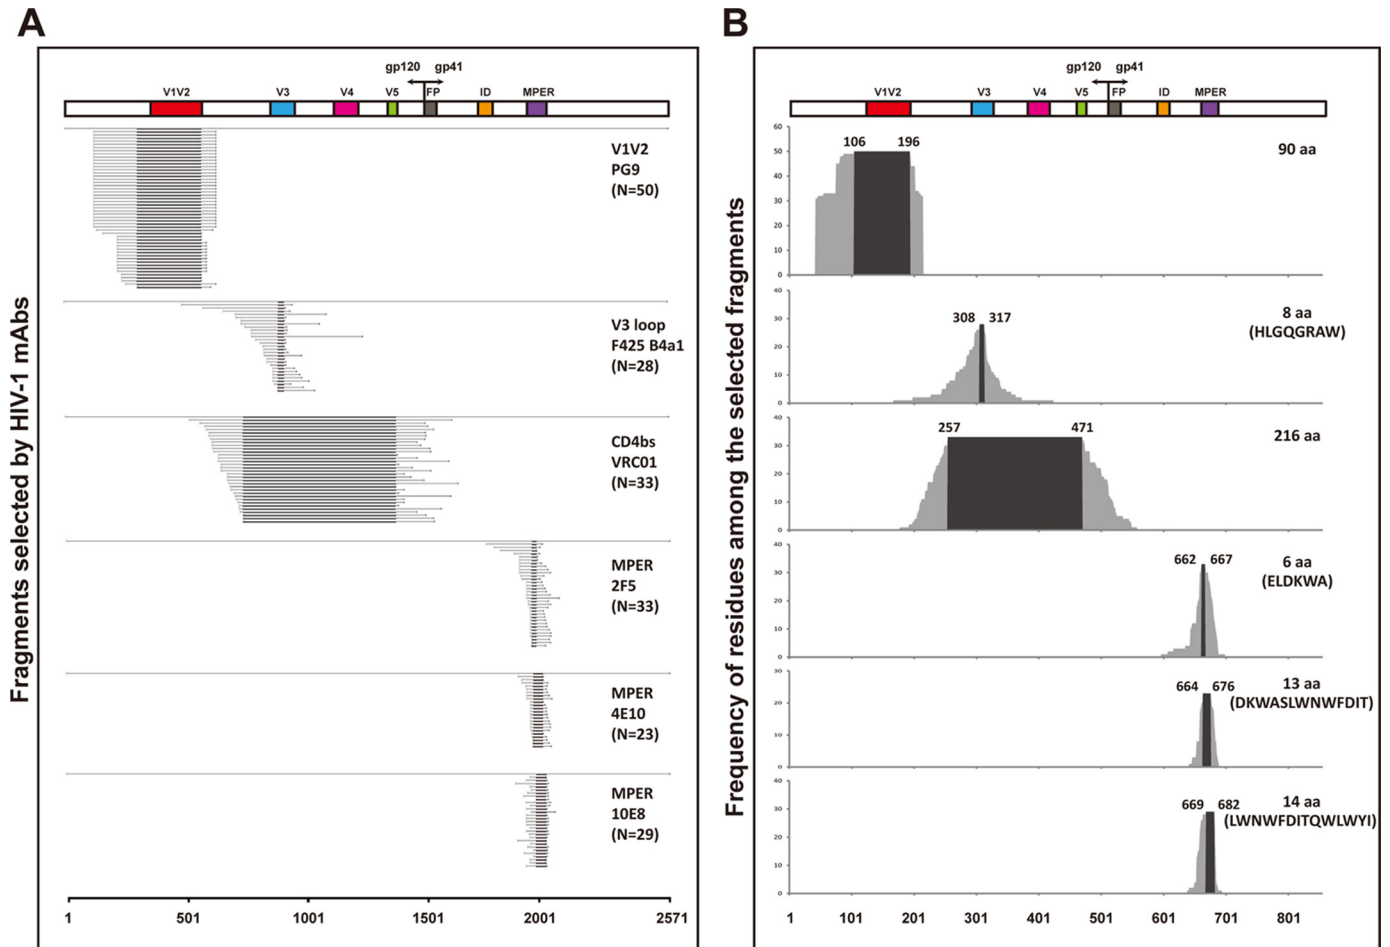 A
Fragments selected by HIV-1 mAbs
gp120 gp41
V1V2 V3 V4 V5 FP ID MPER
V1V2
PG9
(N=50)
V3 loop
F425 B4a1
(N=28)
CD4bs
VRC01
(N=33)
MPER
2F5
(N=33)
MPER
4E10
(N=23)
MPER
10E8
(N=29)
1 501 1001 1501 2001 2571
B
Frequency of residues among the selected fragments
gp120 gp41
V1V2 V3 V4 V5 FP ID MPER
60
50
40
30
20
10
0
106 196
90 aa
40
30
20
10
0
308 317
8 aa
(HLGQGRAW)
40
30
20
10
0
257 471
216 aa
40
30
20
10
0
662 667
6 aa
(ELDKWA)
30
20
10
0
664 676
13 aa
(DKWASLWNWFDIT)
40
30
20
10
0
669 682
14 aa
(LWNWFDITQWLWYI)
1 101 201 301 401 501 601 701 801